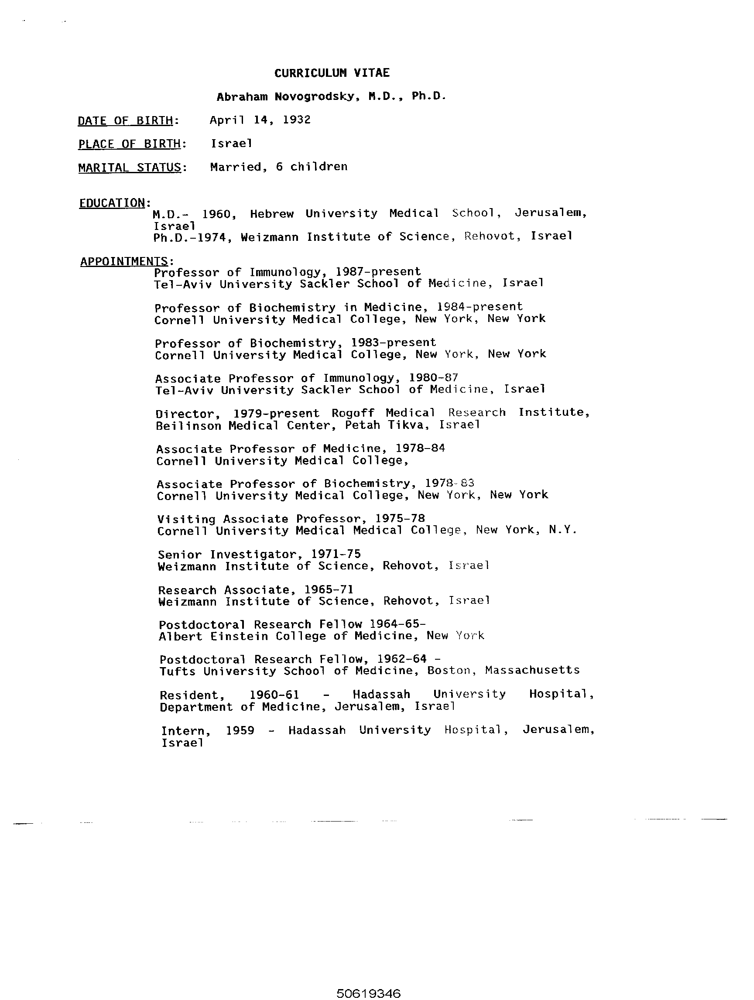 CURRICULUM VITAE
Abraham Novogrodsky, M.D., Ph.D.
DATE OF BIRTH: April 14, 1932
PLACE OF BIRTH: Israel
MARITAL STATUS: Married, 6 children
EDUCATION:
M.D.- 1960, Hebrew University Medical School, Jerusalem,
Israel
Ph.D.-1974, Weizmann Institute of Science, Rehovot, Israel
APPOINTMENTS:
Professor of Immunology, 1987-present
Tel-Aviv University Sackler School of Medicine, Israel
Professor of Biochemistry in Medicine, 1984-present
Cornell University Medical College, New York, New York
Professor of Biochemistry, 1983-present
Cornell University Medical College, New York, New York
Associate Professor of Immunology, 1980-87
Tel-Aviv University Sackler School of Medicine, Israel
Director, 1979-present Rogoff Medical Research Institute,
Beilinson Medical Center, Petah Tikva, Israel
Associate Professor of Medicine, 1978-84
Cornell University Medical College,
Associate Professor of Biochemistry, 1978-83
Cornell University Medical College, New York, New York
Visiting Associate Professor, 1975-78
Cornell University Medical Medical College, New York, N.Y.
Senior Investigator, 1971-75
Weizmann Institute of Science, Rehovot, Israel
Research Associate, 1965-71
Weizmann Institute of Science, Rehovot, Israel
Postdoctoral Research Fellow 1964-65-
Albert Einstein College of Medicine, New York
Postdoctoral Research Fellow, 1962-64 -
Tufts University School of Medicine, Boston, Massachusetts
Resident, 1960-61 - Hadassah University Hospital,
Department of Medicine, Jerusalem, Israel
Intern, 1959 - Hadassah University Hospital, Jerusalem,
Israel
50619346